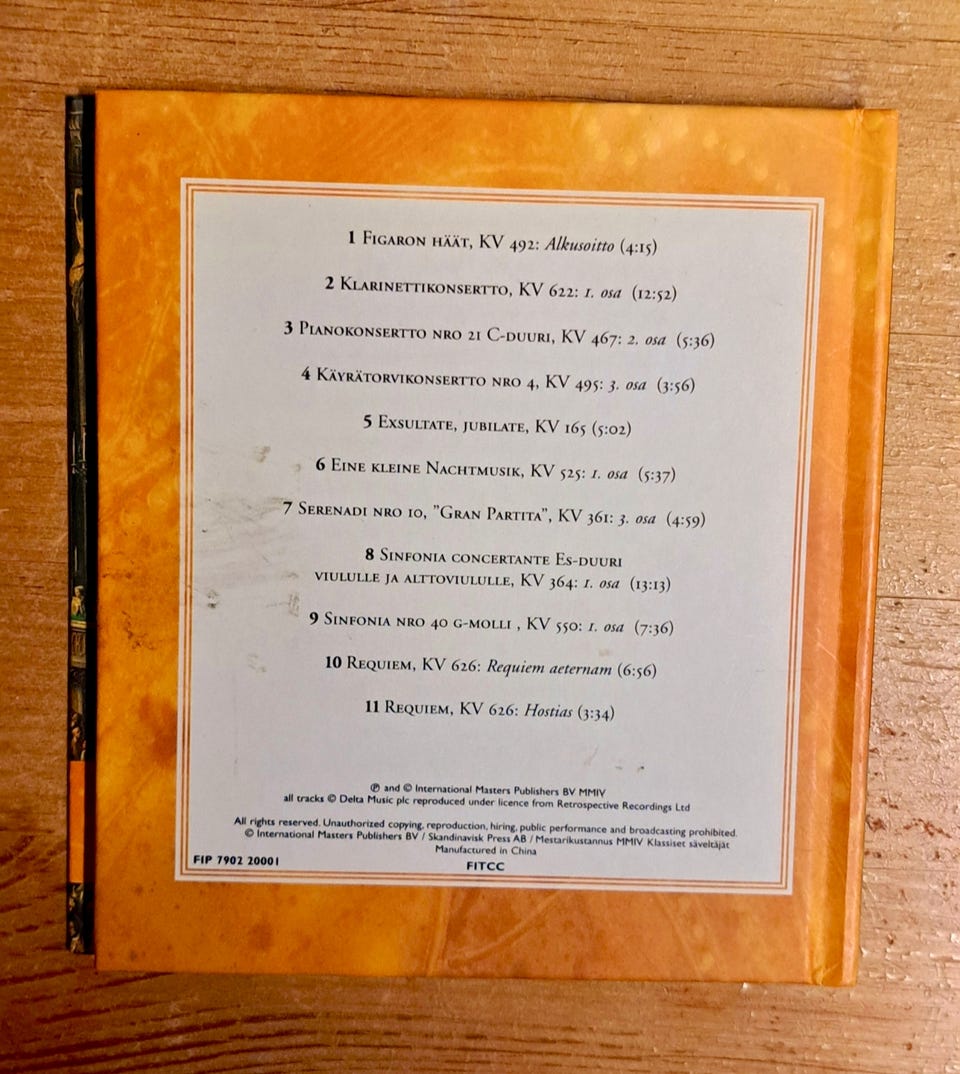 1 Figaron häät, KV 492: Alkusoitto (4:15)
2 Klarinettikonsertto, KV 622: 1. osa (12:52)
3 Pianokonsertto nro 21 C-duuri, KV 467: 2. osa (5:36)
4 Käyrätorvikonsertto nro 4, KV 495: 3. osa (3:56)
5 Exsultate, jubilate, KV 165 (5:02)
6 Eine kleine Nachtmusik, KV 525: 1. osa (5:37)
7 Serenadi nro 10, "Gran Partita", KV 361: 3. osa (4:59)
8 Sinfonia concertante Es-duuri
viululle ja alttoviululle, KV 364: 1. osa (13:13)
9 Sinfonia nro 40 g-molli , KV 550: 1. osa (7:36)
10 Requiem, KV 626: Requiem aeternam (6:56)
11 Requiem, KV 626: Hostias (3:34)
℗ and © International Masters Publishers BV MMIV
all tracks © Delta Music plc reproduced under licence from Retrospective Recordings Ltd
All rights reserved. Unauthorized copying, reproduction, hiring, public performance and broadcasting prohibited.
© International Masters Publishers BV / Skandinavisk Press AB / Mestarikustannus MMIV Klassiset säveltäjät
Manufactured in China
FIP 7902 20001
FITCC